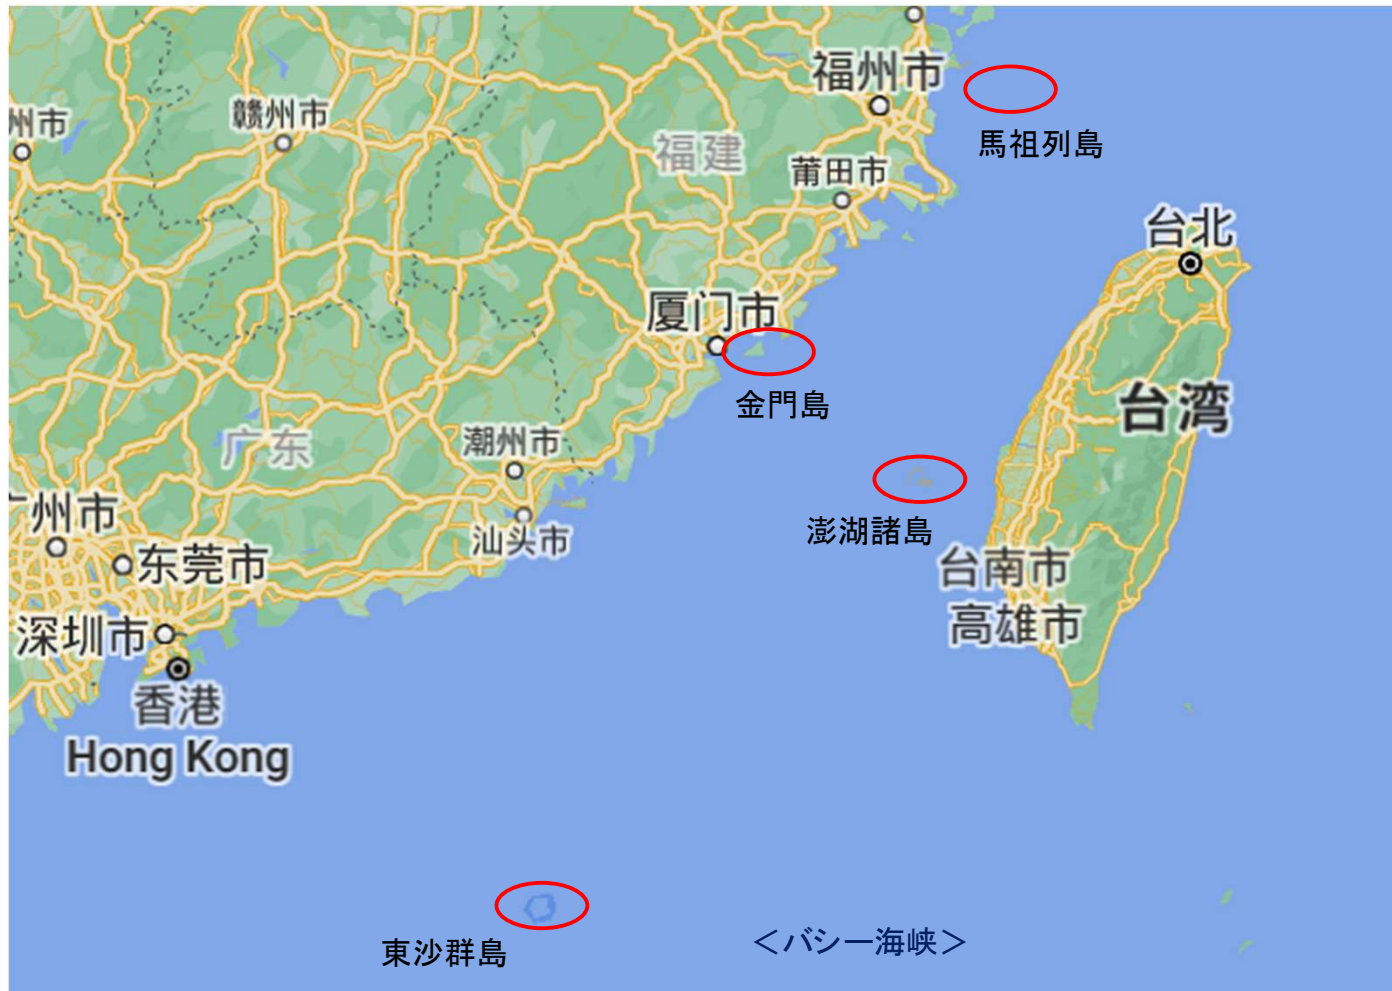 福州市
州市
赣州市
馬祖列島
福建
莆田市
台北
厦门市
金門島
台湾
广东
潮州市
澎湖諸島
广州市
汕头市
东莞市
台南市
深圳市
高雄市
香港
Hong Kong
東沙群島
＜バシー海峡＞